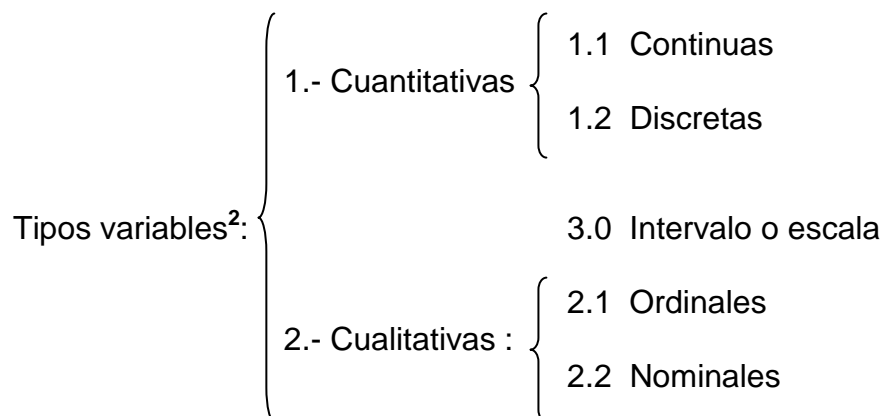 Tipos variables²:
1.- Cuantitativas
1.1 Continuas
1.2 Discretas
3.0 Intervalo o escala
2.- Cualitativas :
2.1 Ordinales
2.2 Nominales